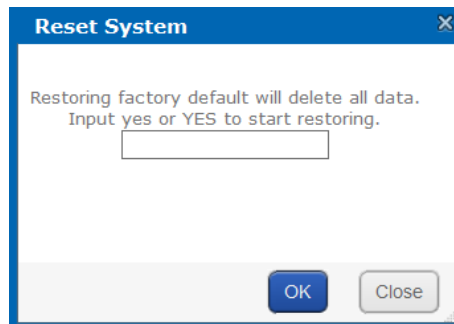 Reset System
Restoring factory default will delete all data.
Input yes or YES to start restoring.
OK Close